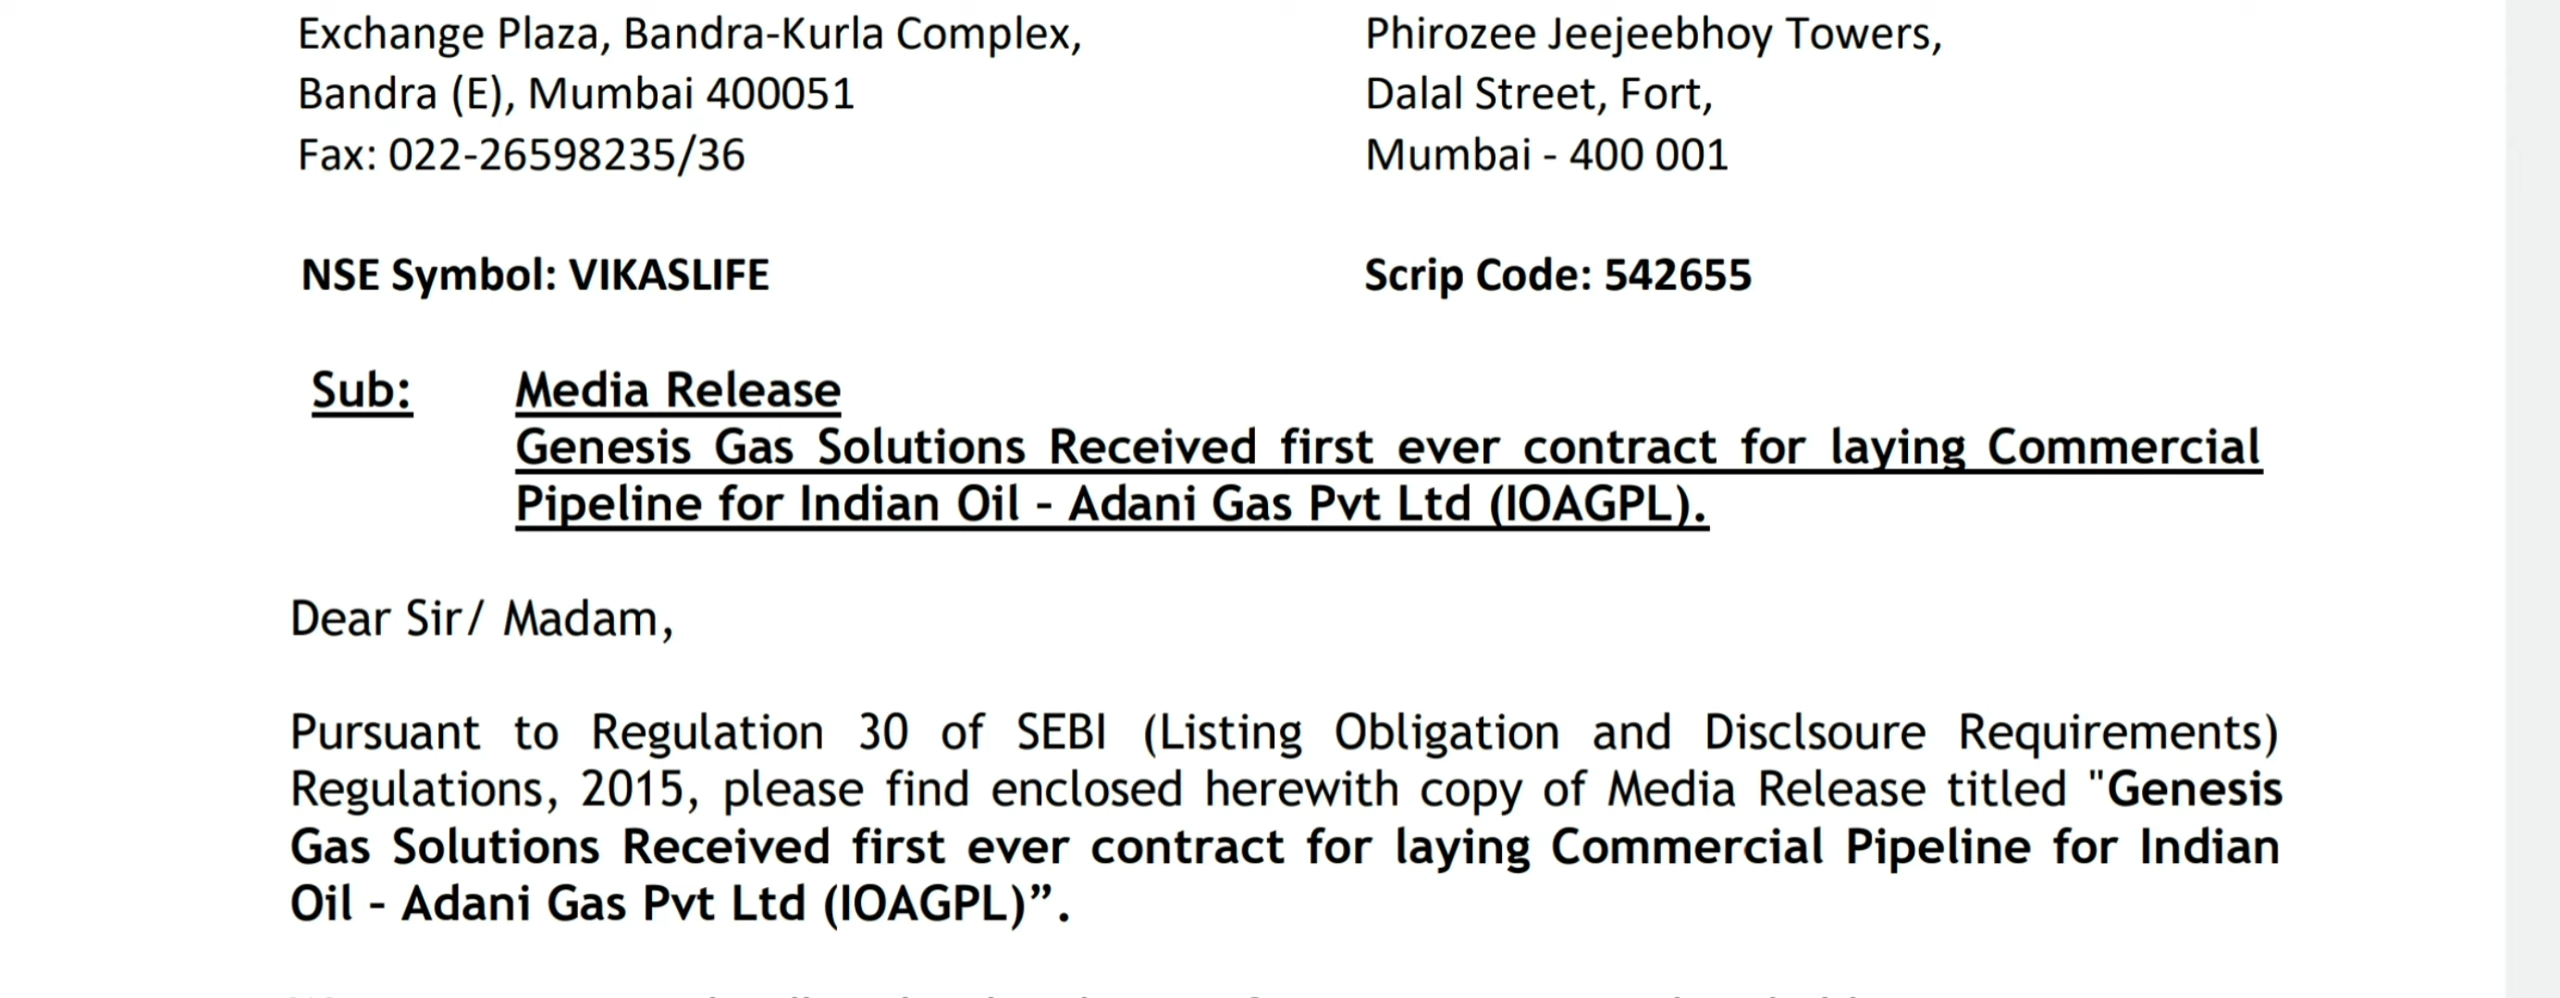 Exchange Plaza, Bandra-Kurla Complex,
Bandra (E), Mumbai 400051
Fax: 022-26598235/36
NSE Symbol: VIKASLIFE
Phirozee Jeejeebhoy Towers,
Dalal Street, Fort,
Mumbai - 400 001
Scrip Code: 542655
Sub: Media Release
Genesis Gas Solutions Received first ever contract for laying Commercial
Pipeline for Indian Oil - Adani Gas Pvt Ltd (IOAGPL).
Dear Sir/ Madam,
Pursuant to Regulation 30 of SEBI (Listing Obligation and Disclsoure Requirements)
Regulations, 2015, please find enclosed herewith copy of Media Release titled "Genesis
Gas Solutions Received first ever contract for laying Commercial Pipeline for Indian
Oil - Adani Gas Pvt Ltd (IOAGPL)”.